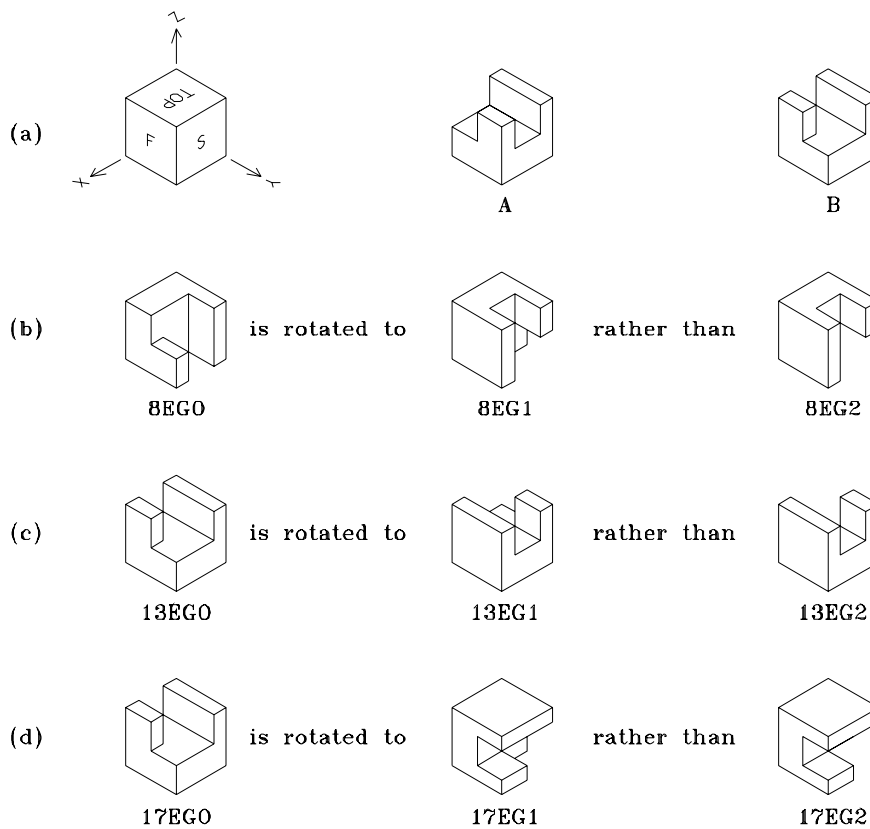 Z
TOP
(a) F S
X Y
A B
(b) is rotated to rather than
8EG0 8EG1 8EG2
(c) is rotated to rather than
13EG0 13EG1 13EG2
(d) is rotated to rather than
17EG0 17EG1 17EG2